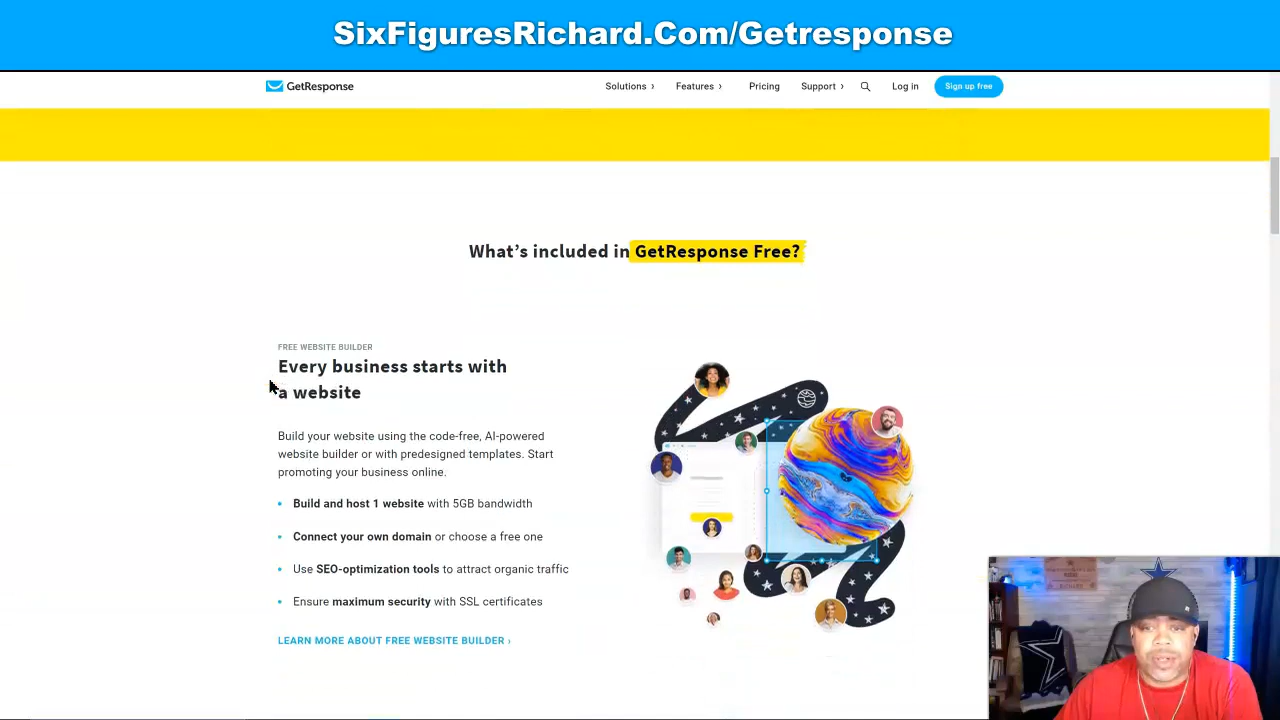 SixFiguresRichard.Com/Getresponse
GetResponse
Solutions ›
Features ›
Pricing
Support ›
Log in
Sign up free
What's included in GetResponse Free?
FREE WEBSITE BUILDER
Every business starts with
a website
Build your website using the code-free, AI-powered
website builder or with predesigned templates. Start
promoting your business online.
• Build and host 1 website with 5GB bandwidth
• Connect your own domain or choose a free one
• Use SEO-optimization tools to attract organic traffic
• Ensure maximum security with SSL certificates
LEARN MORE ABOUT FREE WEBSITE BUILDER ›